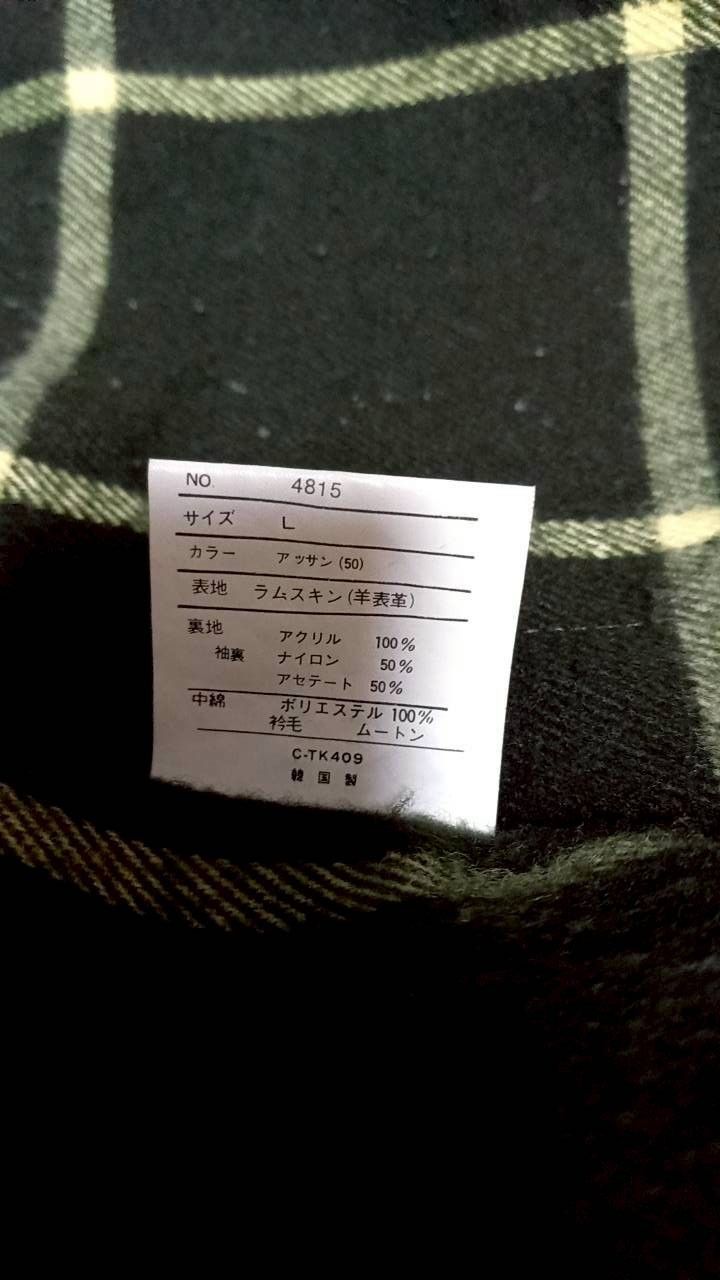 NO. 4815
サイズ L
カラー アッサン(50)
表地 ラムスキン(羊表革)
裏地 アクリル 100%
袖裏 ナイロン 50%
アセテート 50%
中綿 ポリエステル 100%
衿毛 ムートン
C-TK409
韓国製